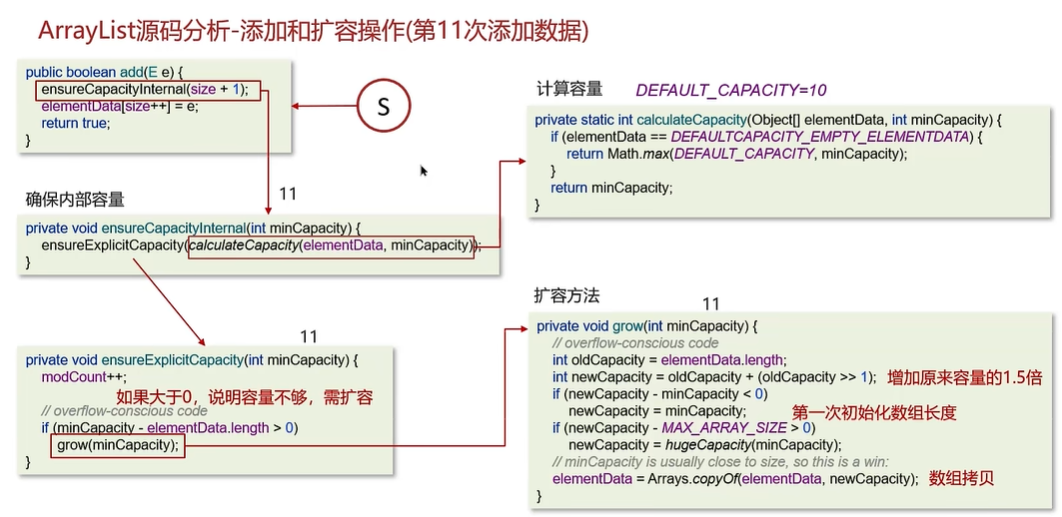 ArrayList源码分析-添加和扩容操作(第11次添加数据)
public boolean add(E e) {
ensureCapacityInternal(size + 1);
elementData[size++] = e;
return true;
}
S
计算容量 DEFAULT_CAPACITY=10
private static int calculateCapacity(Object[] elementData, int minCapacity) {
if (elementData == DEFAULTCAPACITY_EMPTY_ELEMENTDATA) {
return Math.max(DEFAULT_CAPACITY, minCapacity);
}
return minCapacity;
}
确保内部容量
11
private void ensureCapacityInternal(int minCapacity) {
ensureExplicitCapacity(calculateCapacity(elementData, minCapacity));
}
11
private void ensureExplicitCapacity(int minCapacity) {
modCount++;
如果大于0，说明容量不够，需扩容
// overflow-conscious code
if (minCapacity - elementData.length > 0)
grow(minCapacity);
}
扩容方法
11
private void grow(int minCapacity) {
// overflow-conscious code
int oldCapacity = elementData.length;
int newCapacity = oldCapacity + (oldCapacity >> 1); 增加原来容量的1.5倍
if (newCapacity - minCapacity < 0)
newCapacity = minCapacity; 第一次初始化数组长度
if (newCapacity - MAX_ARRAY_SIZE > 0)
newCapacity = hugeCapacity(minCapacity);
// minCapacity is usually close to size, so this is a win:
elementData = Arrays.copyOf(elementData, newCapacity); 数组拷贝
}